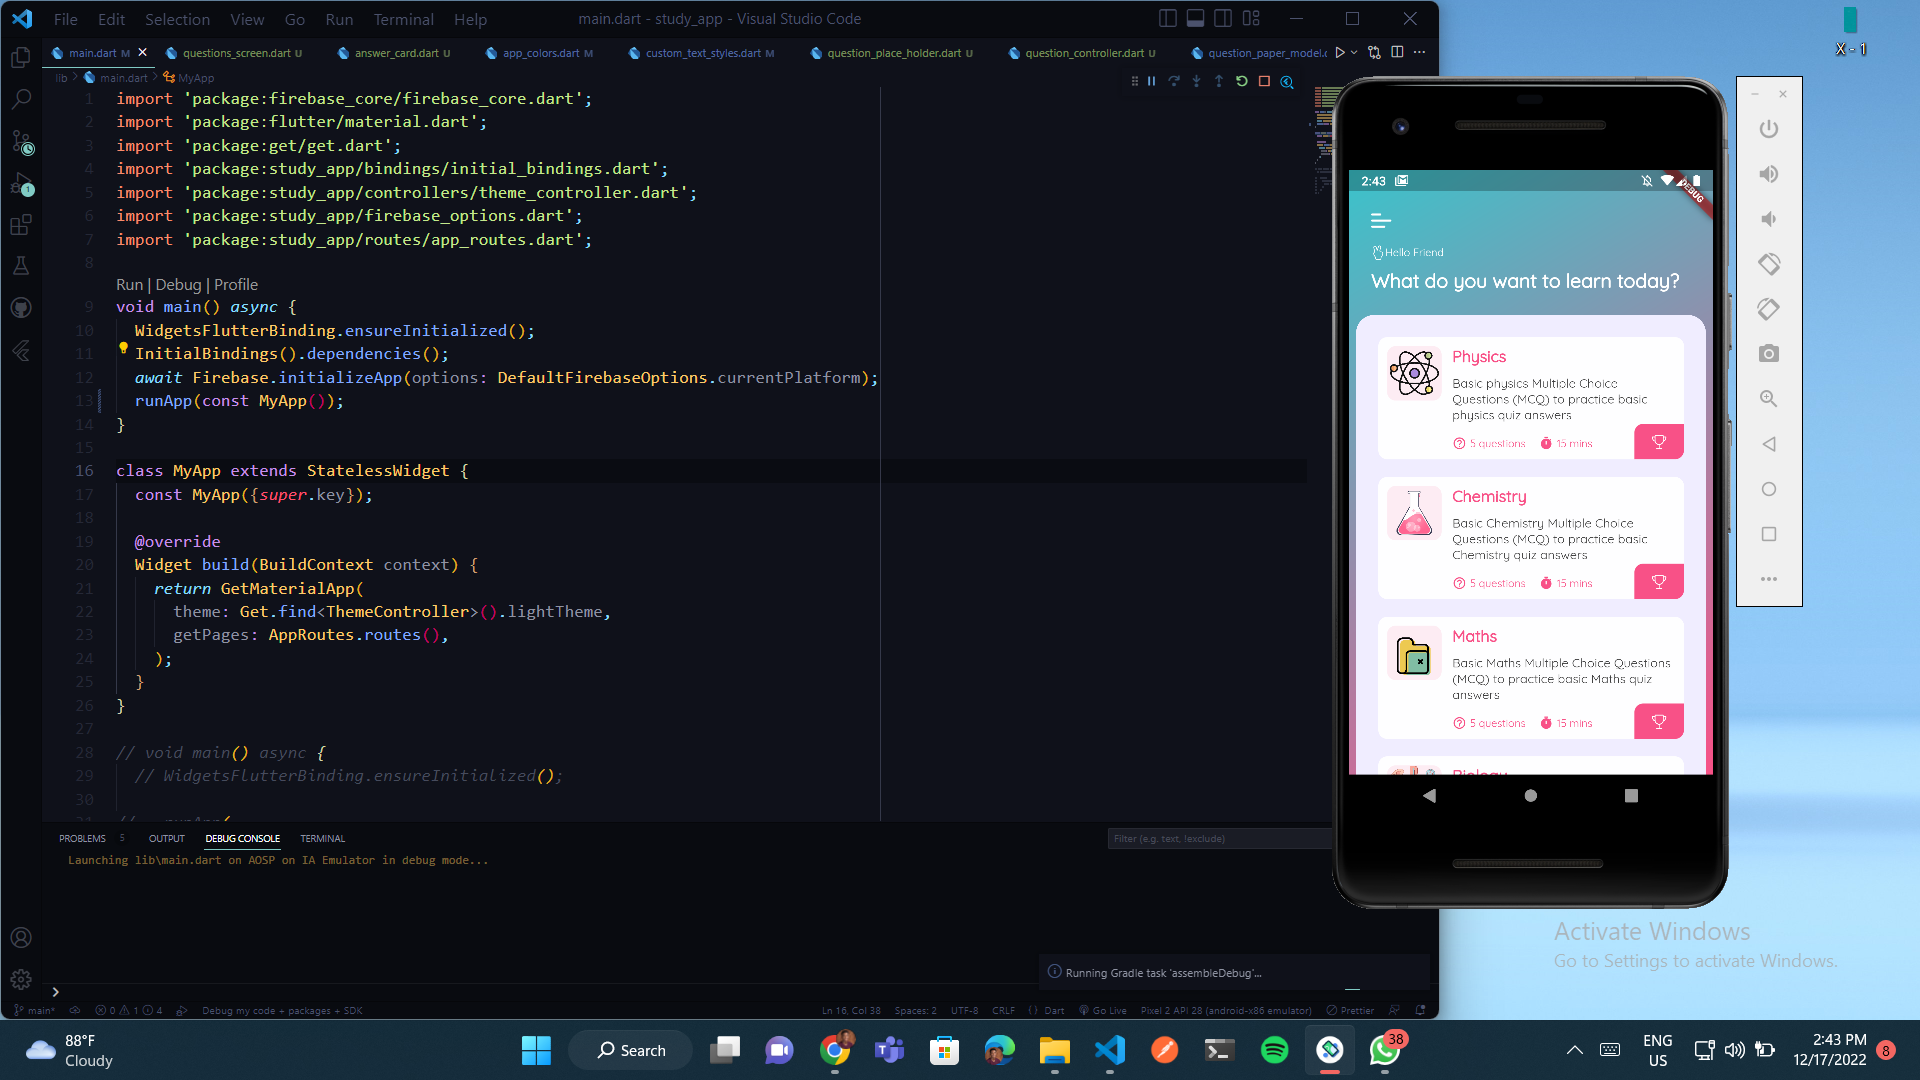 File Edit Selection View Go Run Terminal Help main.dart - study_app - Visual Studio Code
main.dart M questions_screen.dart U answer_card.dart U app_colors.dart M custom_text_styles.dart M question_place_holder.dart U question_controller.dart U question_paper_model.
lib > main.dart > MyApp
1 import 'package:firebase_core/firebase_core.dart';
2 import 'package:flutter/material.dart';
3 import 'package:get/get.dart';
4 import 'package:study_app/bindings/initial_bindings.dart';
5 import 'package:study_app/controllers/theme_controller.dart';
6 import 'package:study_app/firebase_options.dart';
7 import 'package:study_app/routes/app_routes.dart';
8
Run | Debug | Profile
9 void main() async {
10 WidgetsFlutterBinding.ensureInitialized();
11 InitialBindings().dependencies();
12 await Firebase.initializeApp(options: DefaultFirebaseOptions.currentPlatform);
13 runApp(const MyApp());
14 }
15
16 class MyApp extends StatelessWidget {
17 const MyApp({super.key});
18
19 @override
20 Widget build(BuildContext context) {
21 return GetMaterialApp(
22 theme: Get.find<ThemeController>().lightTheme,
23 getPages: AppRoutes.routes(),
24 );
25 }
26 }
27
28 // void main() async {
29 // WidgetsFlutterBinding.ensureInitialized();
30
PROBLEMS 5 OUTPUT DEBUG CONSOLE TERMINAL Filter (e.g. text, !exclude)
Launching lib\main.dart on AOSP on IA Emulator in debug mode...
Running Gradle task 'assembleDebug'...
main* 0 1 4 Debug my code + packages + SDK Ln 16, Col 38 Spaces: 2 UTF-8 CRLF {} Dart Go Live Pixel 2 API 28 (android-x86 emulator) Prettier
X - 1
2:43
DEBUG
Hello Friend
What do you want to learn today?
Physics
Basic physics Multiple Choice
Questions (MCQ) to practice basic
physics quiz answers
5 questions 15 mins
Chemistry
Basic Chemistry Multiple Choice
Questions (MCQ) to practice basic
Chemistry quiz answers
5 questions 15 mins
Maths
Basic Maths Multiple Choice Questions
(MCQ) to practice basic Maths quiz
answers
5 questions 15 mins
Biology
Activate Windows
Go to Settings to activate Windows.
88°F
Cloudy
Search
38
ENG
US
2:43 PM
12/17/2022
8